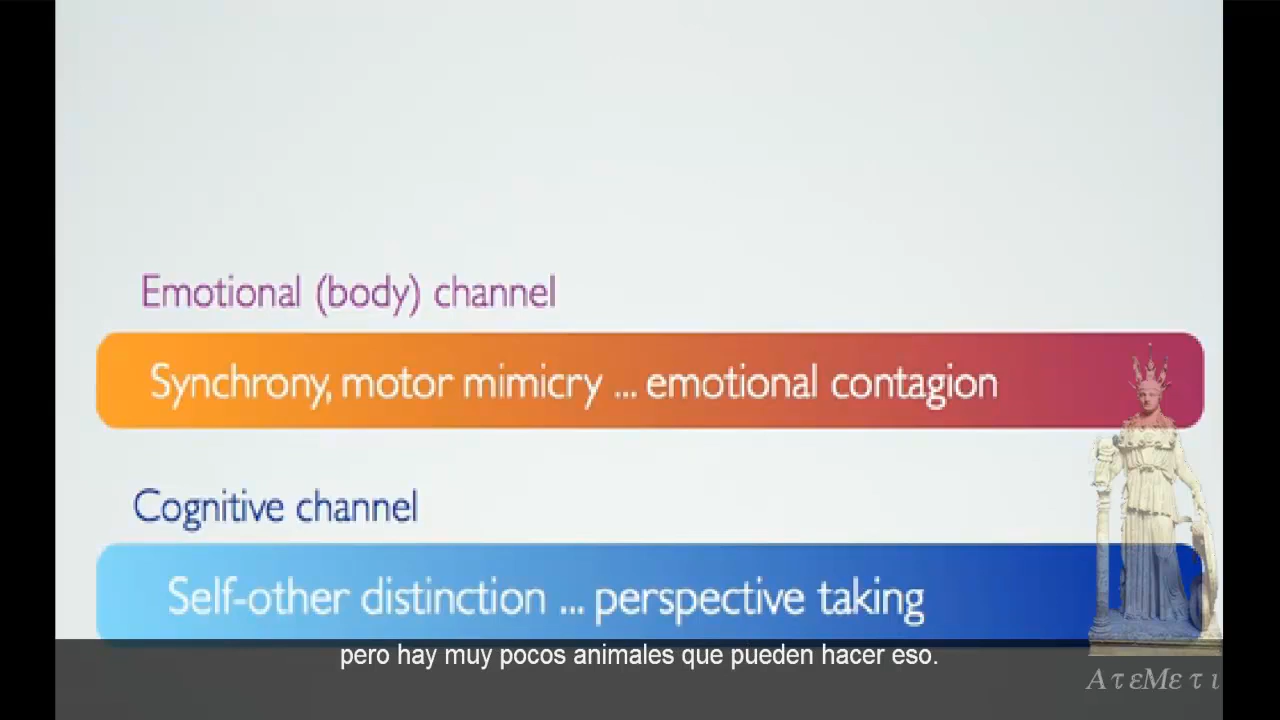 Emotional (body) channel
Synchrony, motor mimicry ... emotional contagion
Cognitive channel
Self-other distinction ... perspective taking
pero hay muy pocos animales que pueden hacer eso.
ΑτεΜετι